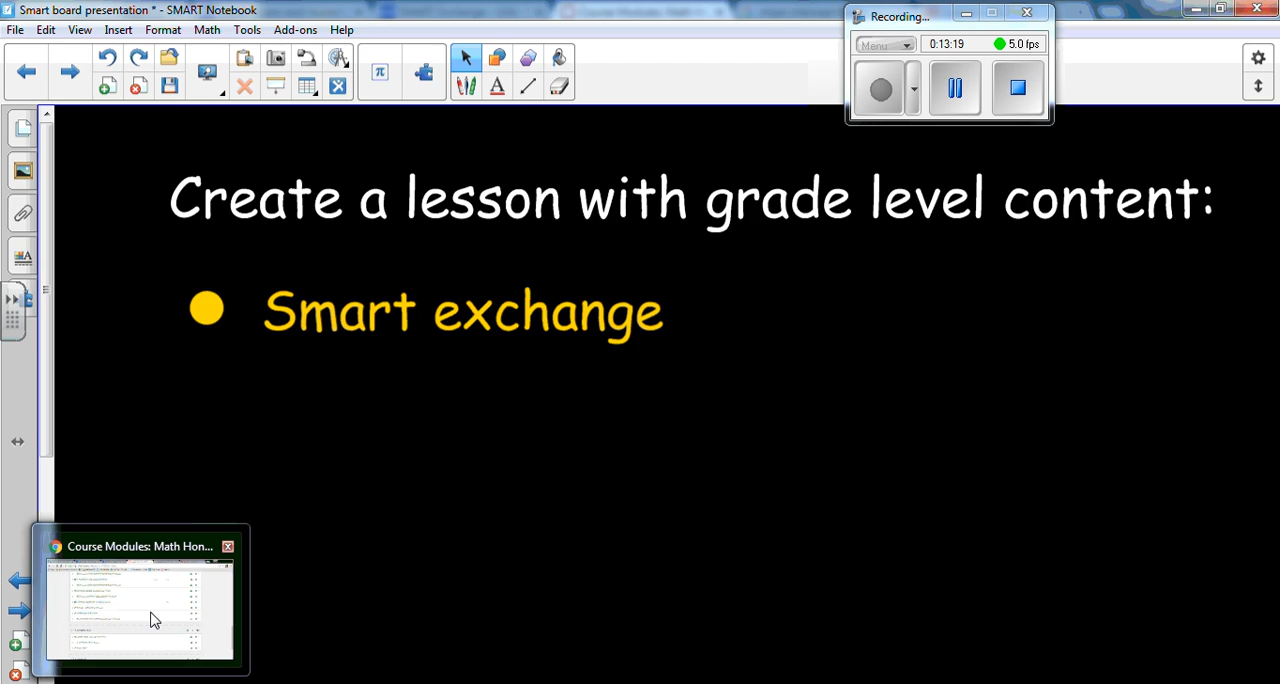 Smart board presentation * - SMART Notebook
File Edit View Insert Format Math Tools Add-ons Help
Recording...
Menu 0:13:19 5.0 fps
Create a lesson with grade level content:
Smart exchange
Course Modules: Math Hon...